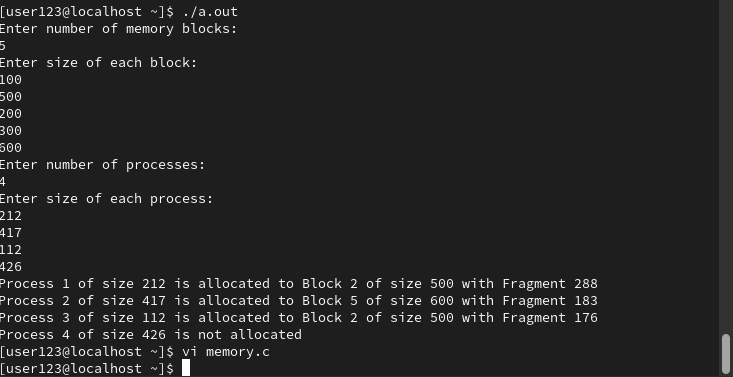 [user123@localhost ~]$ ./a.out
Enter number of memory blocks:
5
Enter size of each block:
100
500
200
300
600
Enter number of processes:
4
Enter size of each process:
212
417
112
426
Process 1 of size 212 is allocated to Block 2 of size 500 with Fragment 288
Process 2 of size 417 is allocated to Block 5 of size 600 with Fragment 183
Process 3 of size 112 is allocated to Block 2 of size 500 with Fragment 176
Process 4 of size 426 is not allocated
[user123@localhost ~]$ vi memory.c
[user123@localhost ~]$